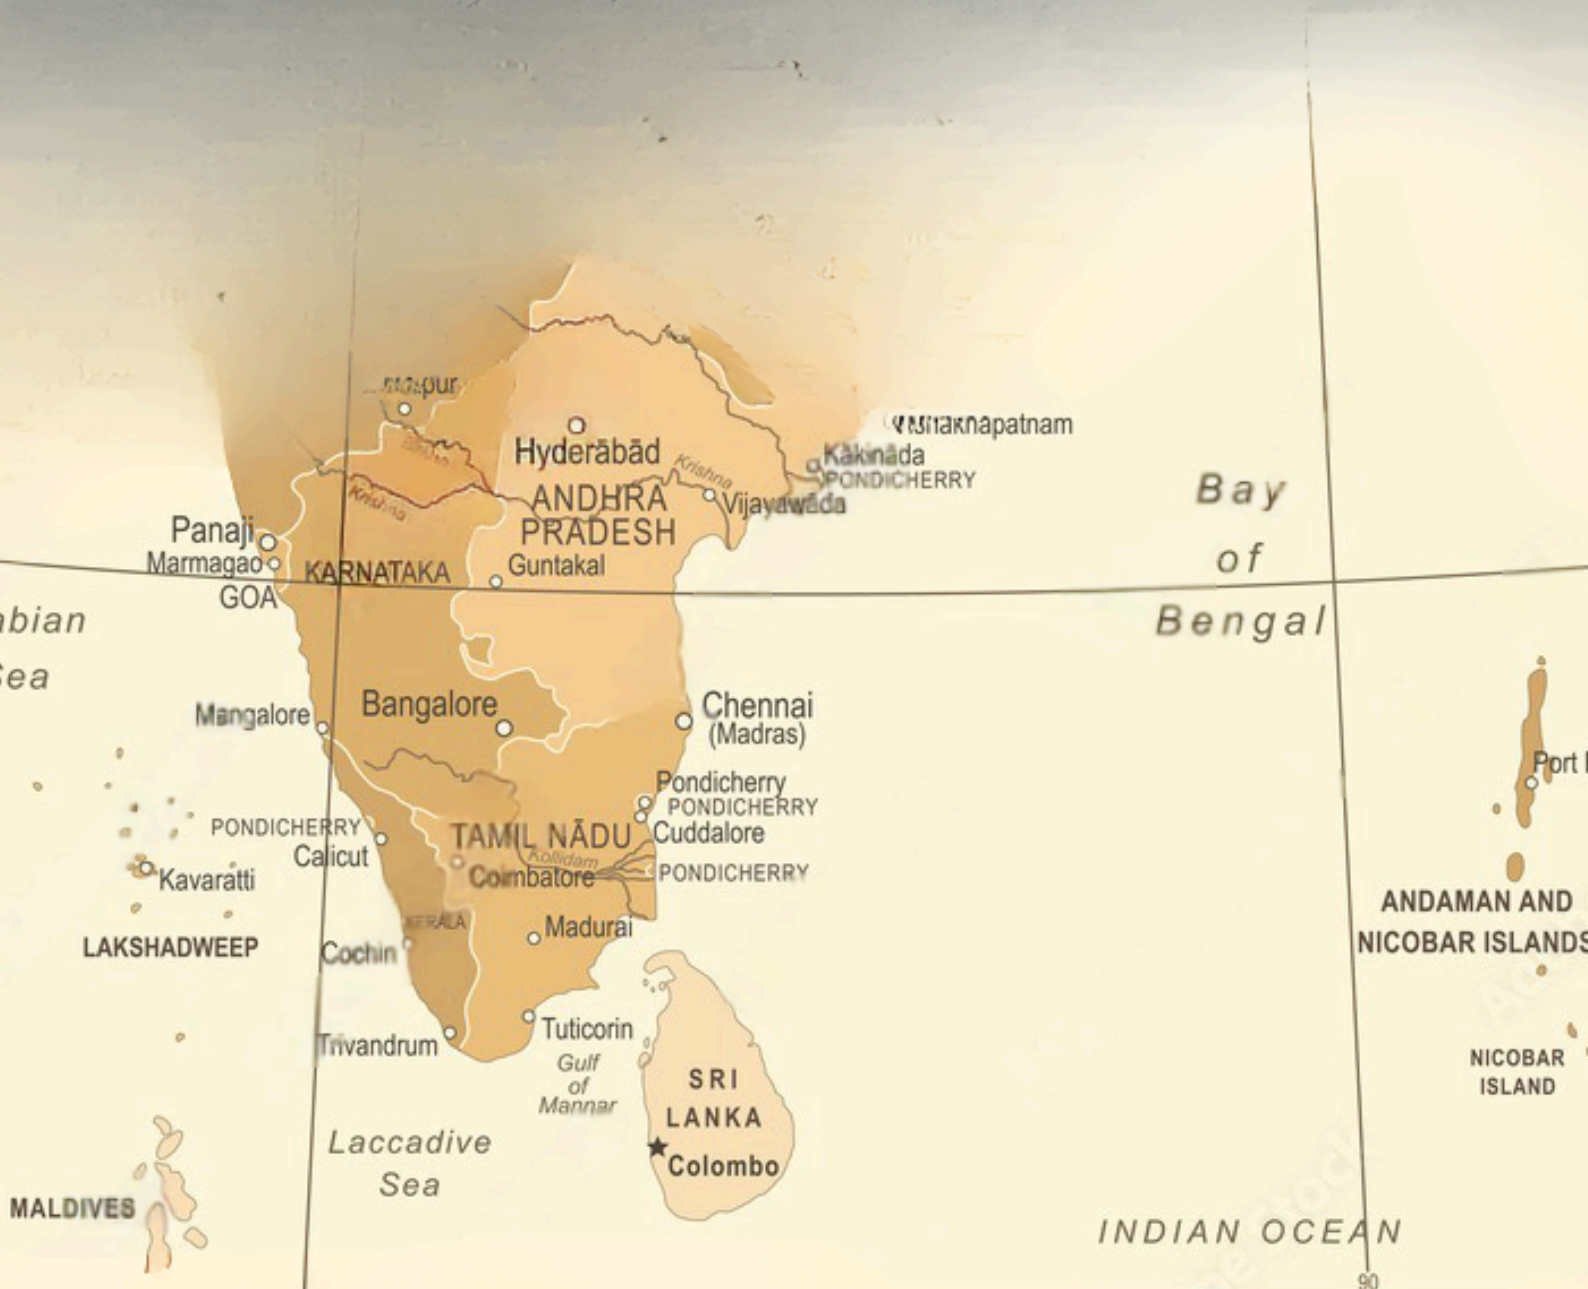 Hyderābād
Krishna
Kākināda
PONDICHERRY
ANDHRA
PRADESH
Vijayawāda
Krishna
Panaji
Marmagao
GOA
KARNATAKA
Guntakal
Bay
of
Bengal
Sea
Mangalore
Bangalore
Chennai
(Madras)
Pondicherry
PONDICHERRY
Cuddalore
PONDICHERRY
Calicut
TAMIL NĀDU
Kollidam
Coimbatore
PONDICHERRY
Kavaratti
LAKSHADWEEP
KERALA
Cochin
Madurai
Trivandrum
Tuticorin
Gulf
of
Mannar
Port
ANDAMAN AND
NICOBAR ISLANDS
NICOBAR
ISLAND
SRI
LANKA
Colombo
Laccadive
Sea
MALDIVES
INDIAN OCEAN
90